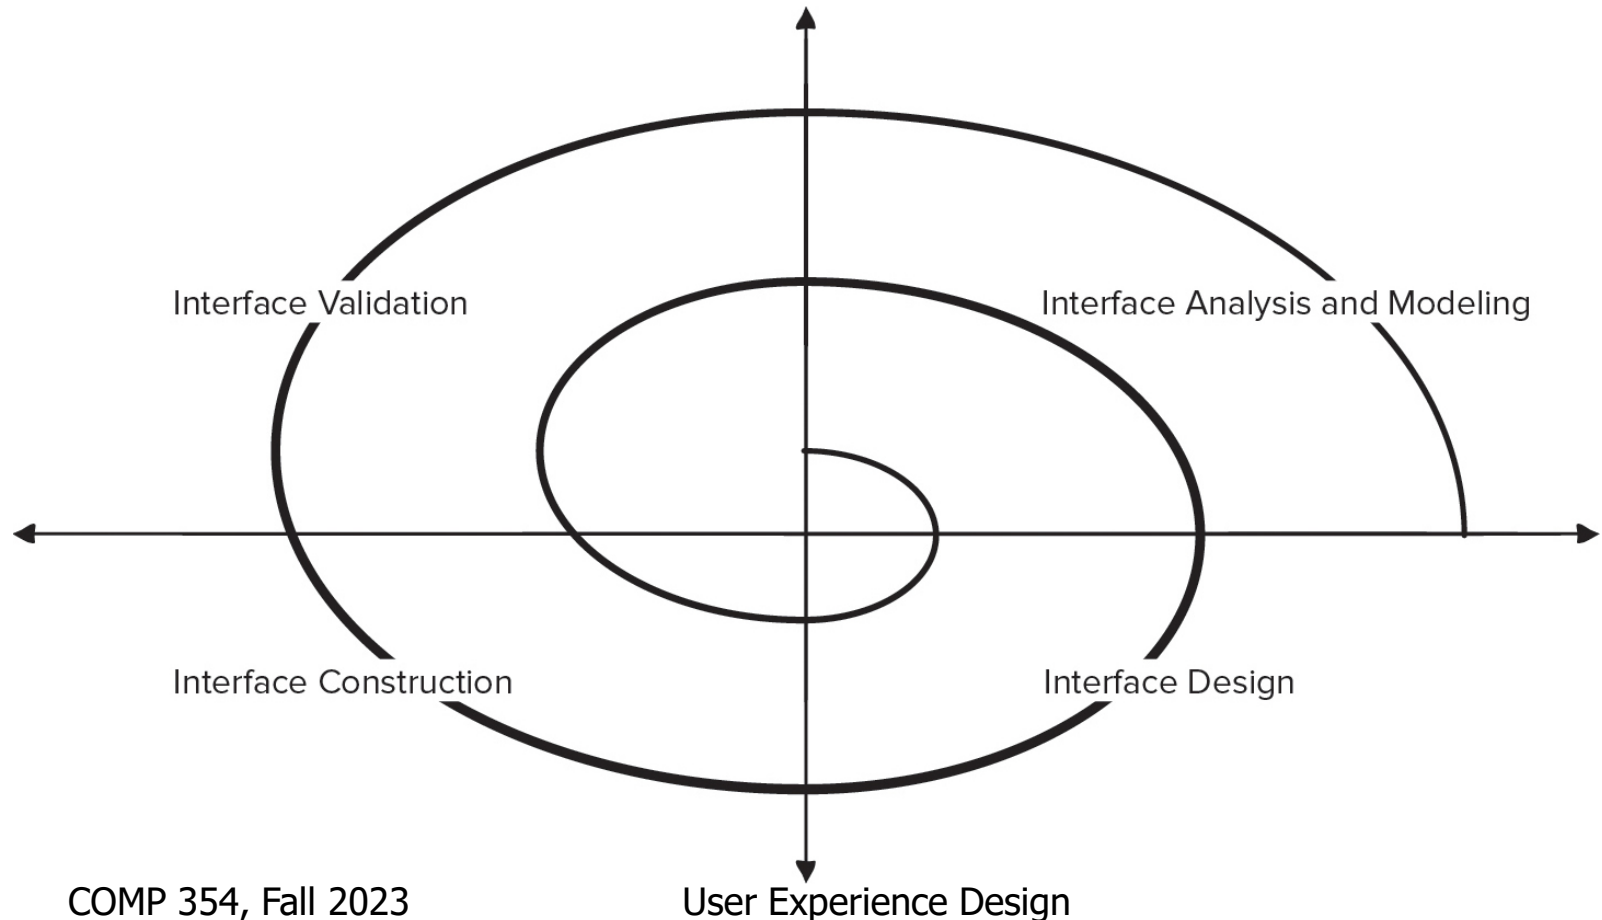 Interface Validation
Interface Analysis and Modeling
Interface Construction
Interface Design
COMP 354, Fall 2023
User Experience Design